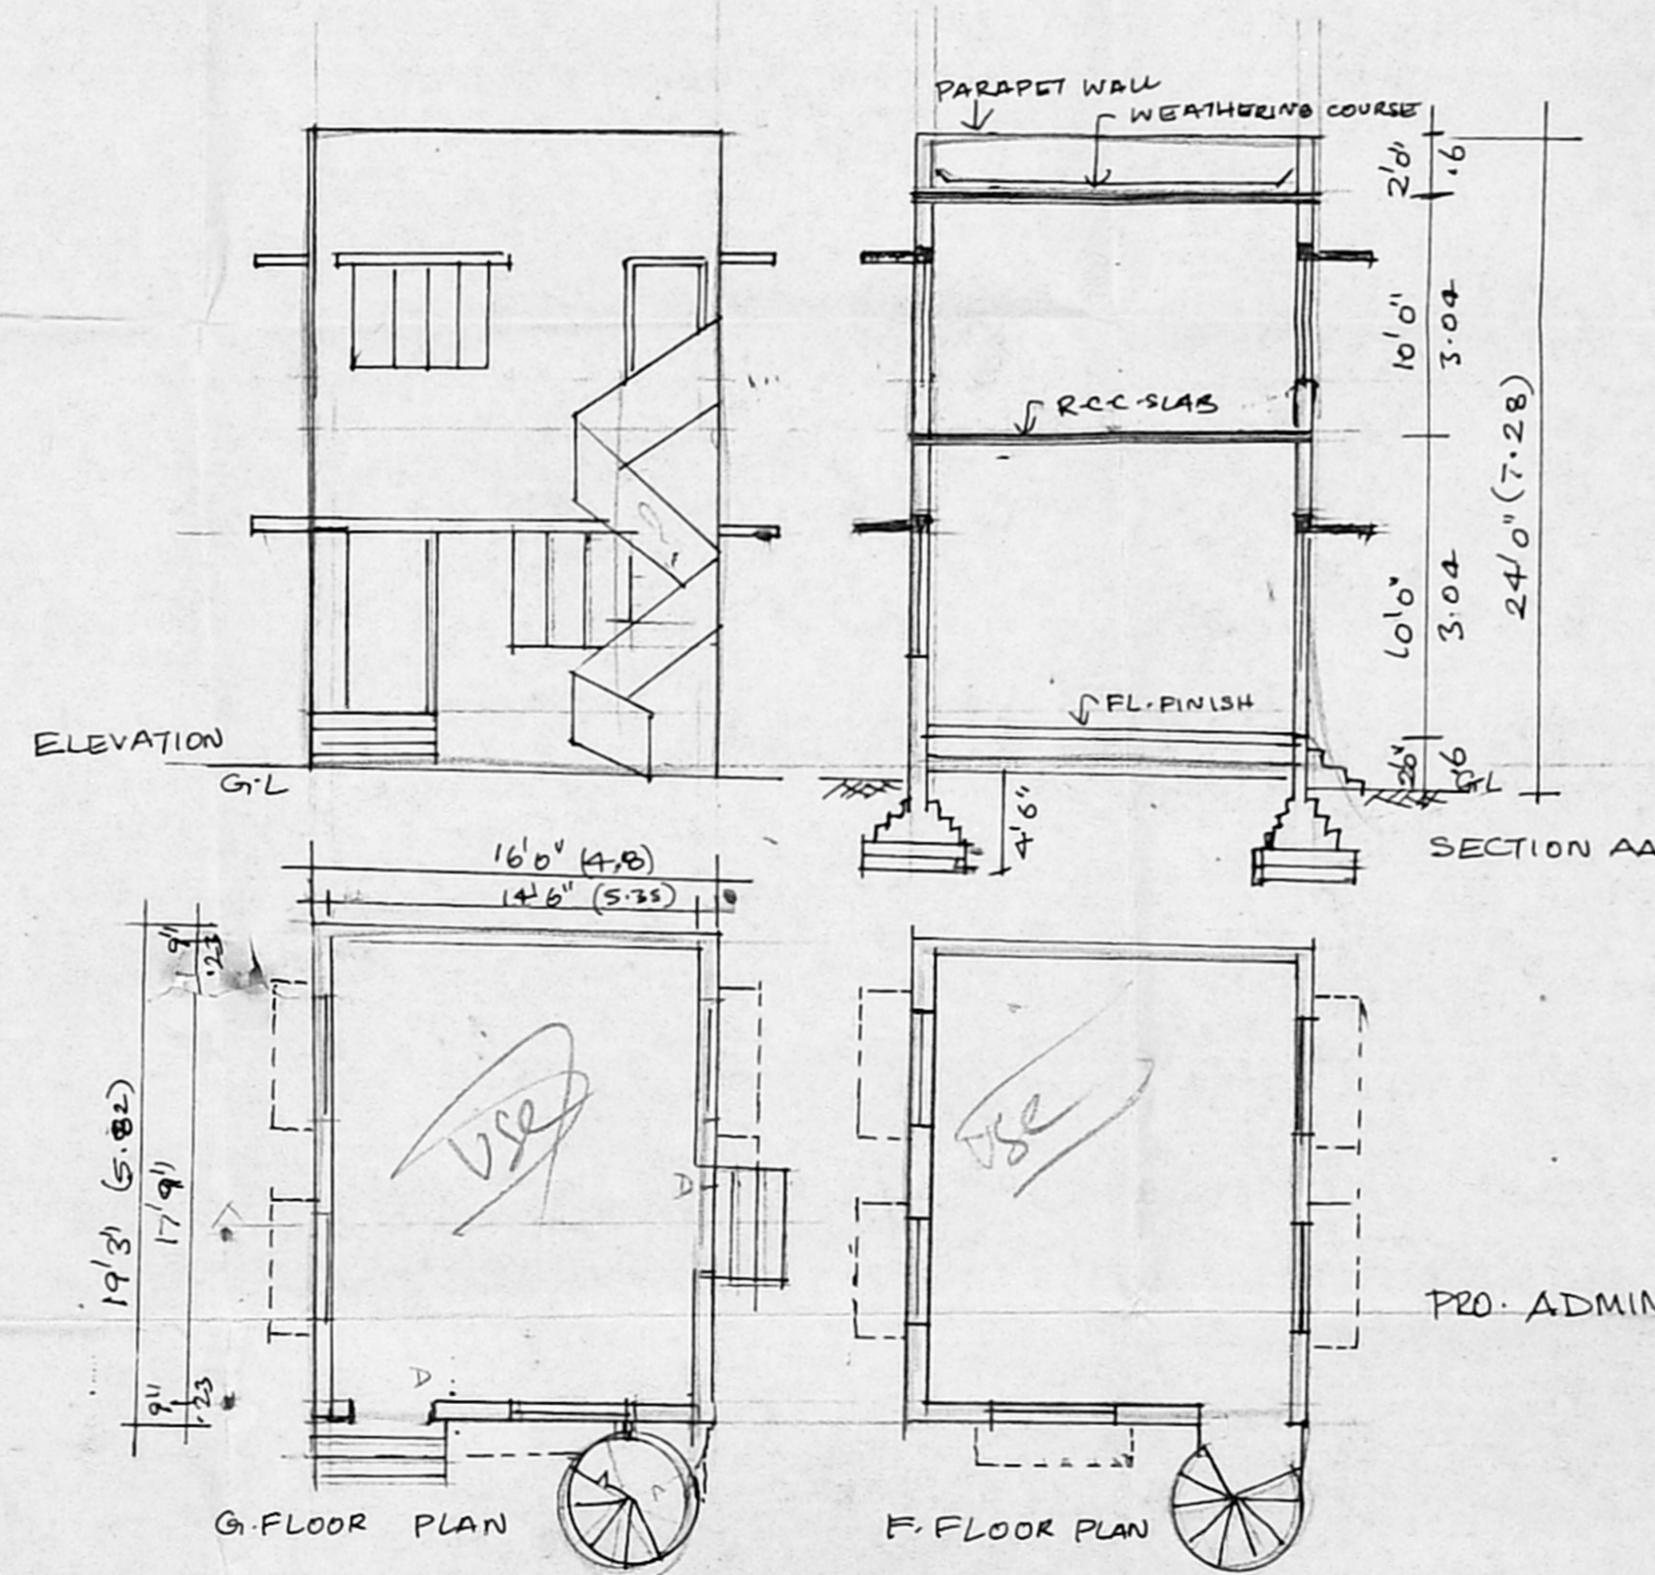 PARAPET WALL
WEATHERING COURSE
2'0"
.6
10'0"
3.04
R.C.C. SLAB
24'0" (7.28)
10'0"
3.04
FL. FINISH
ELEVATION
G.L
2'0"
.6
G.L
4'6"
SECTION AA
16'0" (4.8)
14'6" (5.35)
9"
.23
19'3" (5.82)
17'9"
USE
USE
D
PRO. ADMIN
D
9"
.23
G.FLOOR PLAN
F.FLOOR PLAN